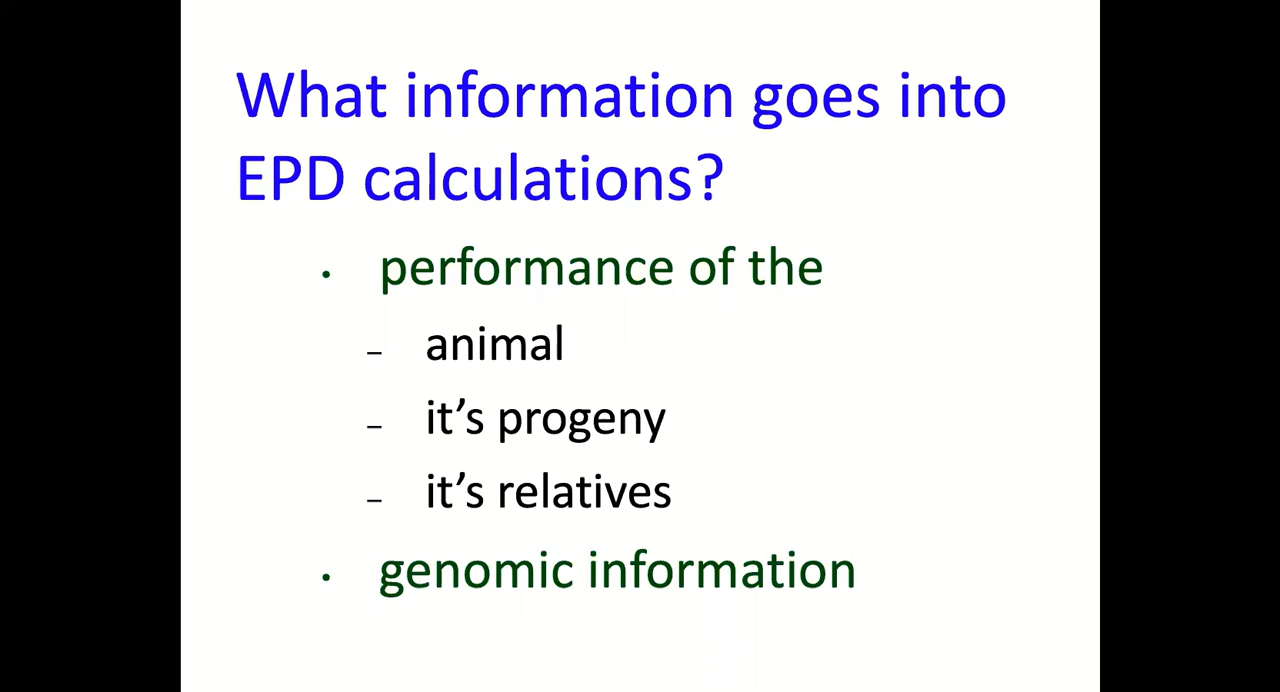 What information goes into
EPD calculations?
• performance of the
– animal
– it’s progeny
– it’s relatives
• genomic information